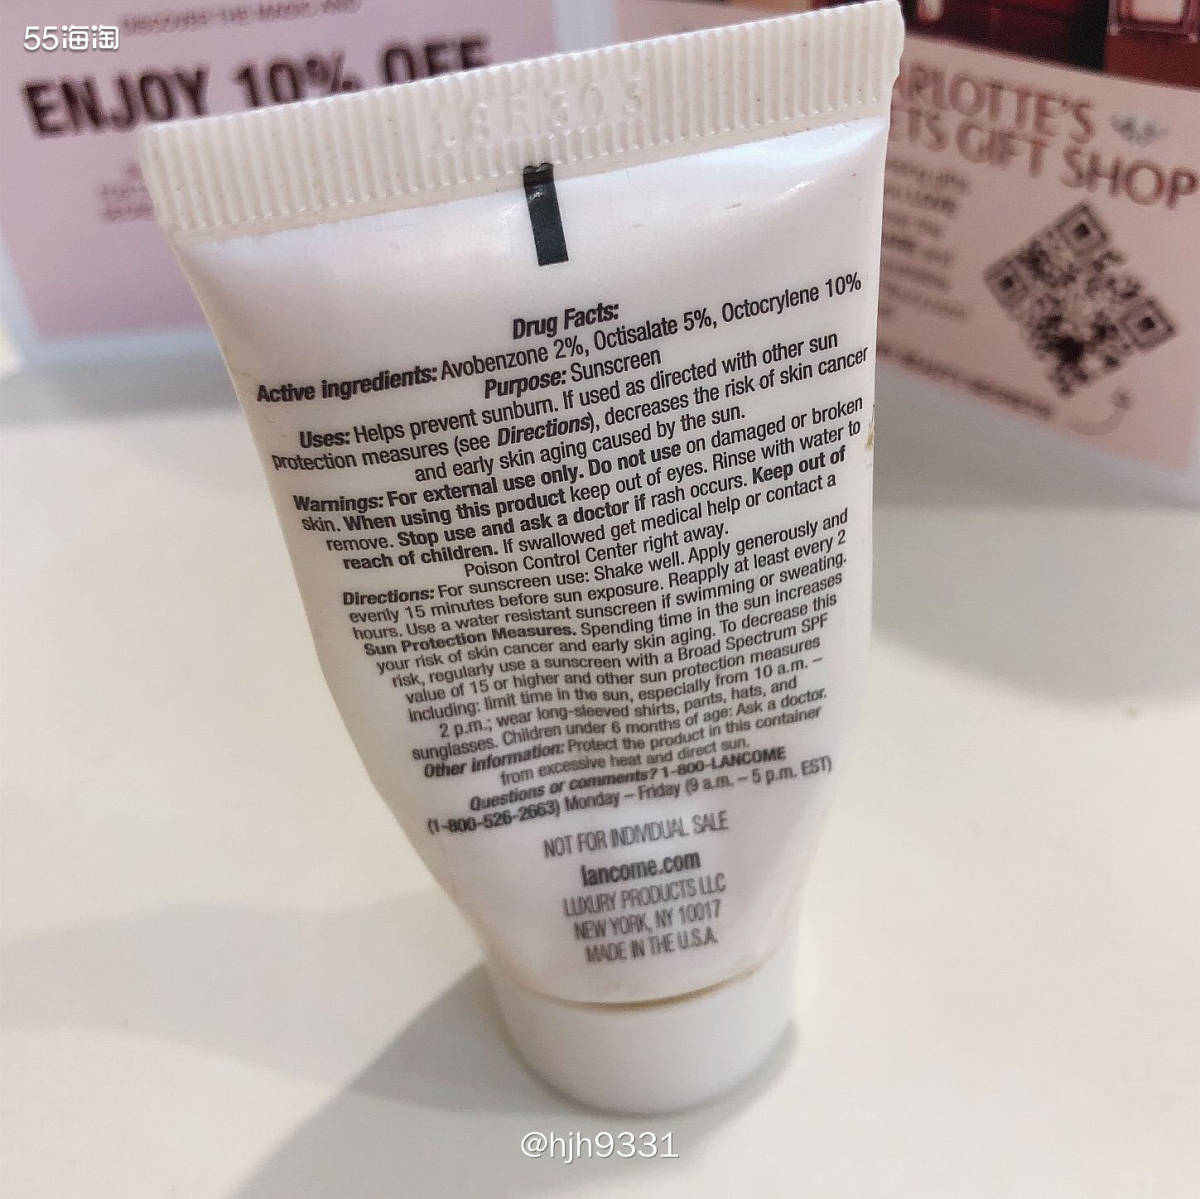 55海淘
DISCOVER THE MAGIC AND
ENJOY 10% OFF
ARLOTTE'S
ETS GIFT SHOP
18R303
Drug Facts:
Active ingredients: Avobenzone 2%, Octisalate 5%, Octocrylene 10%
Purpose: Sunscreen
Uses: Helps prevent sunburn. If used as directed with other sun
protection measures (see Directions), decreases the risk of skin cancer
and early skin aging caused by the sun.
Warnings: For external use only. Do not use on damaged or broken
skin. When using this product keep out of eyes. Rinse with water to
remove. Stop use and ask a doctor if rash occurs. Keep out of
reach of children. If swallowed get medical help or contact a
Poison Control Center right away.
Directions: For sunscreen use: Shake well. Apply generously and
evenly 15 minutes before sun exposure. Reapply at least every 2
hours. Use a water resistant sunscreen if swimming or sweating.
Sun Protection Measures. Spending time in the sun increases
your risk of skin cancer and early skin aging. To decrease this
risk, regularly use a sunscreen with a Broad Spectrum SPF
value of 15 or higher and other sun protection measures
including: limit time in the sun, especially from 10 a.m. –
2 p.m.; wear long-sleeved shirts, pants, hats, and
sunglasses. Children under 6 months of age: Ask a doctor.
Other information: Protect the product in this container
from excessive heat and direct sun.
Questions or comments? 1-800-LANCOME
(1-800-526-2663) Monday – Friday (9 a.m. – 5 p.m. EST)
NOT FOR INDIVIDUAL SALE
lancome.com
LUXURY PRODUCTS LLC
NEW YORK, NY 10017
MADE IN THE U.S.A.
@hjh9331